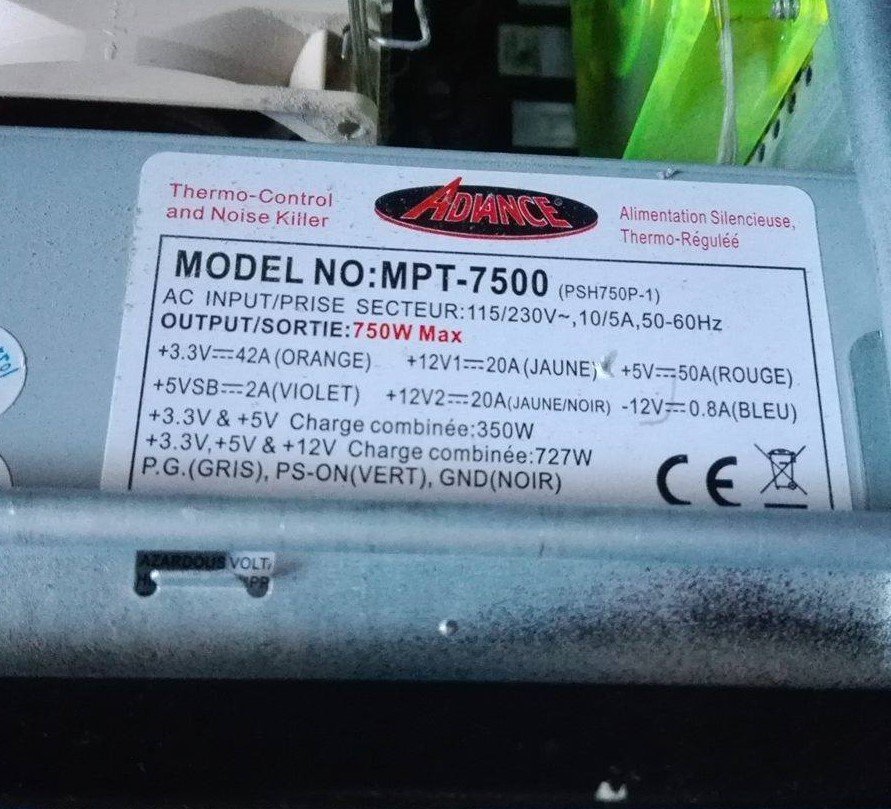 Thermo-Control
and Noise Killer
ADVANCE
Alimentation Silencieuse,
Thermo-Réguléé
MODEL NO:MPT-7500 (PSH750P-1)
AC INPUT/PRISE SECTEUR:115/230V~,10/5A,50-60Hz
OUTPUT/SORTIE:750W Max
+3.3V⎓42A(ORANGE) +12V1⎓20A(JAUNE) +5V⎓50A(ROUGE)
+5VSB⎓2A(VIOLET) +12V2⎓20A(JAUNE/NOIR) -12V⎓0.8A(BLEU)
+3.3V & +5V Charge combinée:350W
+3.3V,+5V & +12V Charge combinée:727W
P.G.(GRIS), PS-ON(VERT), GND(NOIR)
CE
AZARDOUS VOLTA